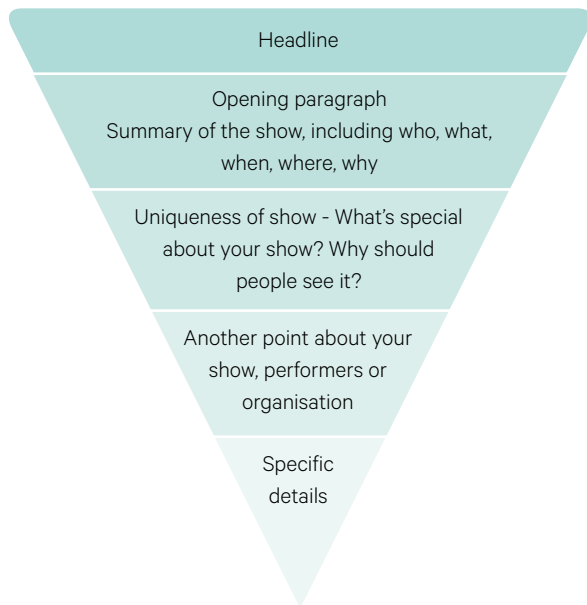 Headline
Opening paragraph
Summary of the show, including who, what,
when, where, why
Uniqueness of show - What's special
about your show? Why should
people see it?
Another point about your
show, performers or
organisation
Specific
details